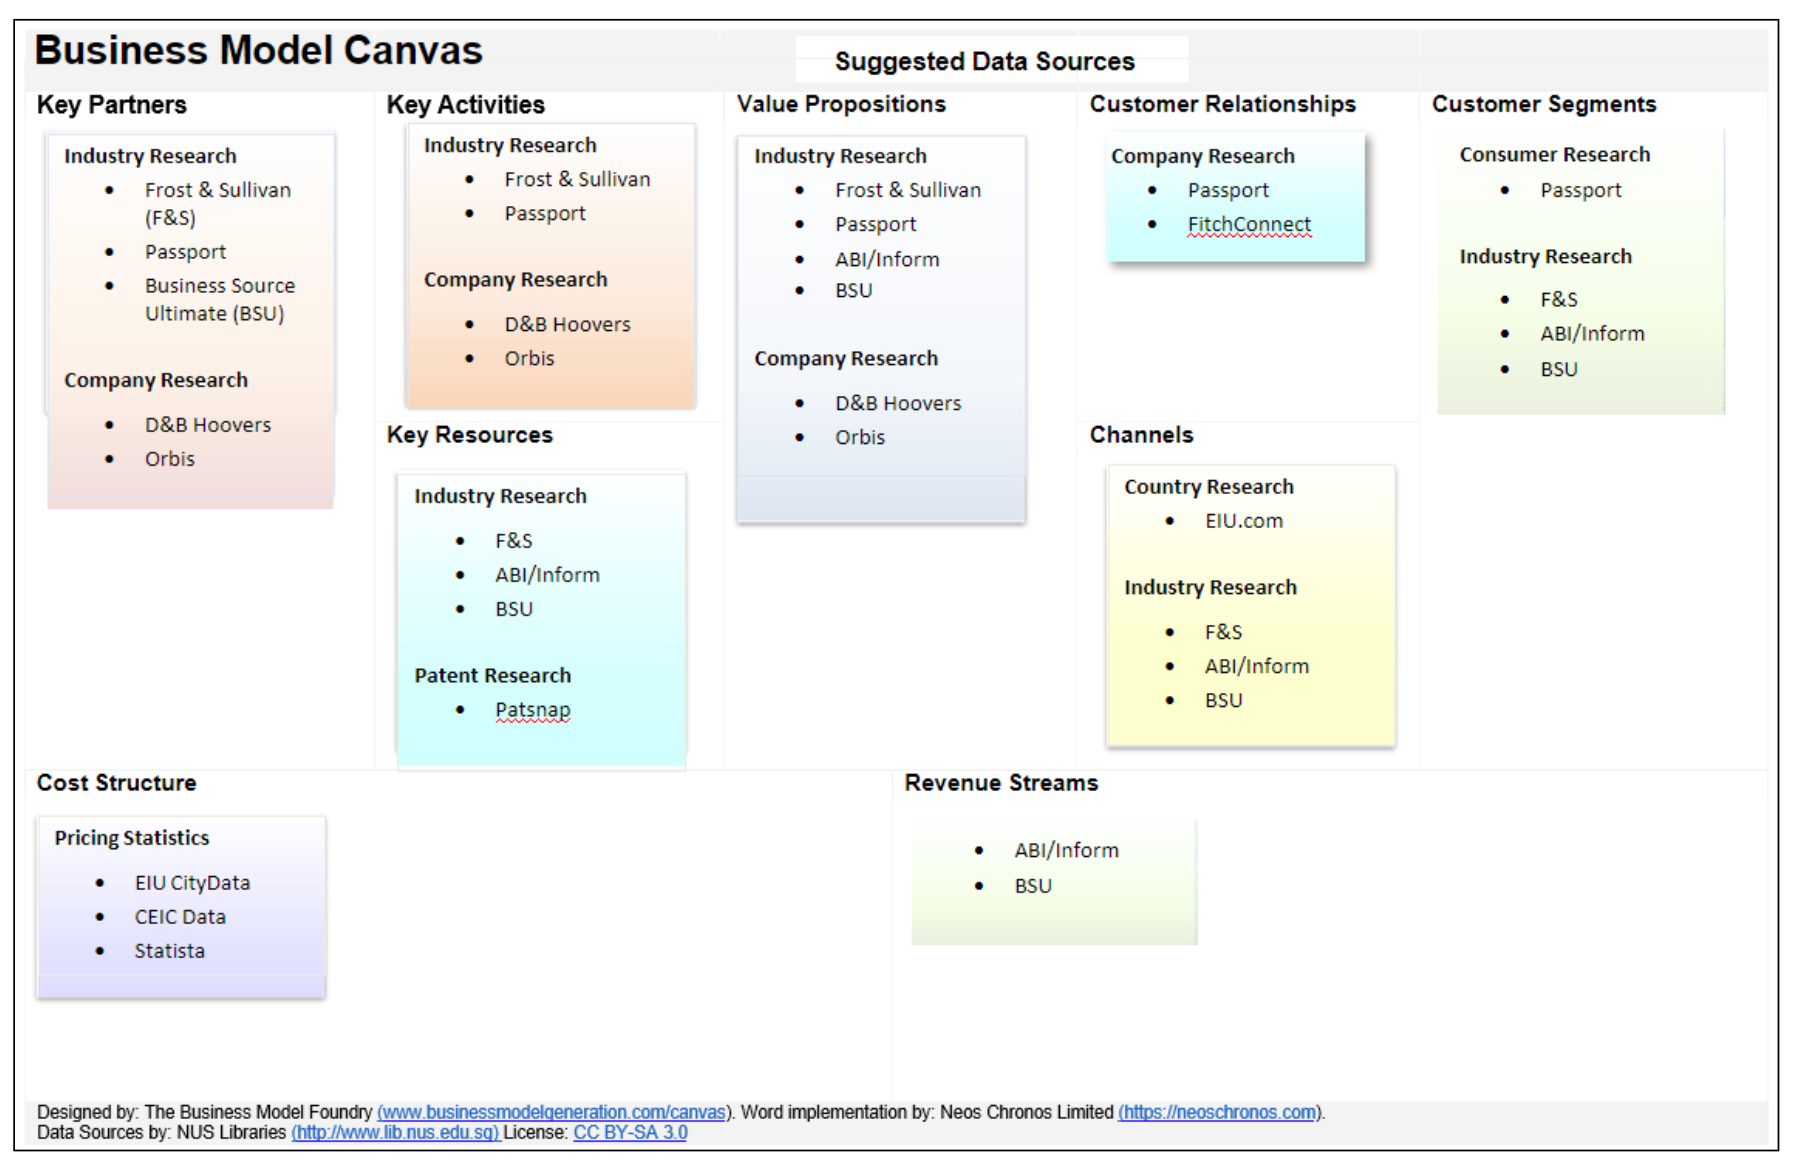 Business Model Canvas
Suggested Data Sources
Key Partners
Industry Research
• Frost & Sullivan
(F&S)
• Passport
• Business Source
Ultimate (BSU)
Company Research
• D&B Hoovers
• Orbis
Key Activities
Industry Research
• Frost & Sullivan
• Passport
Company Research
• D&B Hoovers
• Orbis
Key Resources
Industry Research
• F&S
• ABI/Inform
• BSU
Patent Research
• Patsnap
Value Propositions
Industry Research
• Frost & Sullivan
• Passport
• ABI/Inform
• BSU
Company Research
• D&B Hoovers
• Orbis
Customer Relationships
Company Research
• Passport
• FitchConnect
Channels
Country Research
• EIU.com
Industry Research
• F&S
• ABI/Inform
• BSU
Customer Segments
Consumer Research
• Passport
Industry Research
• F&S
• ABI/Inform
• BSU
Cost Structure
Pricing Statistics
• EIU CityData
• CEIC Data
• Statista
Revenue Streams
• ABI/Inform
• BSU
Designed by: The Business Model Foundry (www.businessmodelgeneration.com/canvas). Word implementation by: Neos Chronos Limited (https://neoschronos.com).
Data Sources by: NUS Libraries (http://www.lib.nus.edu.sg) License: CC BY-SA 3.0